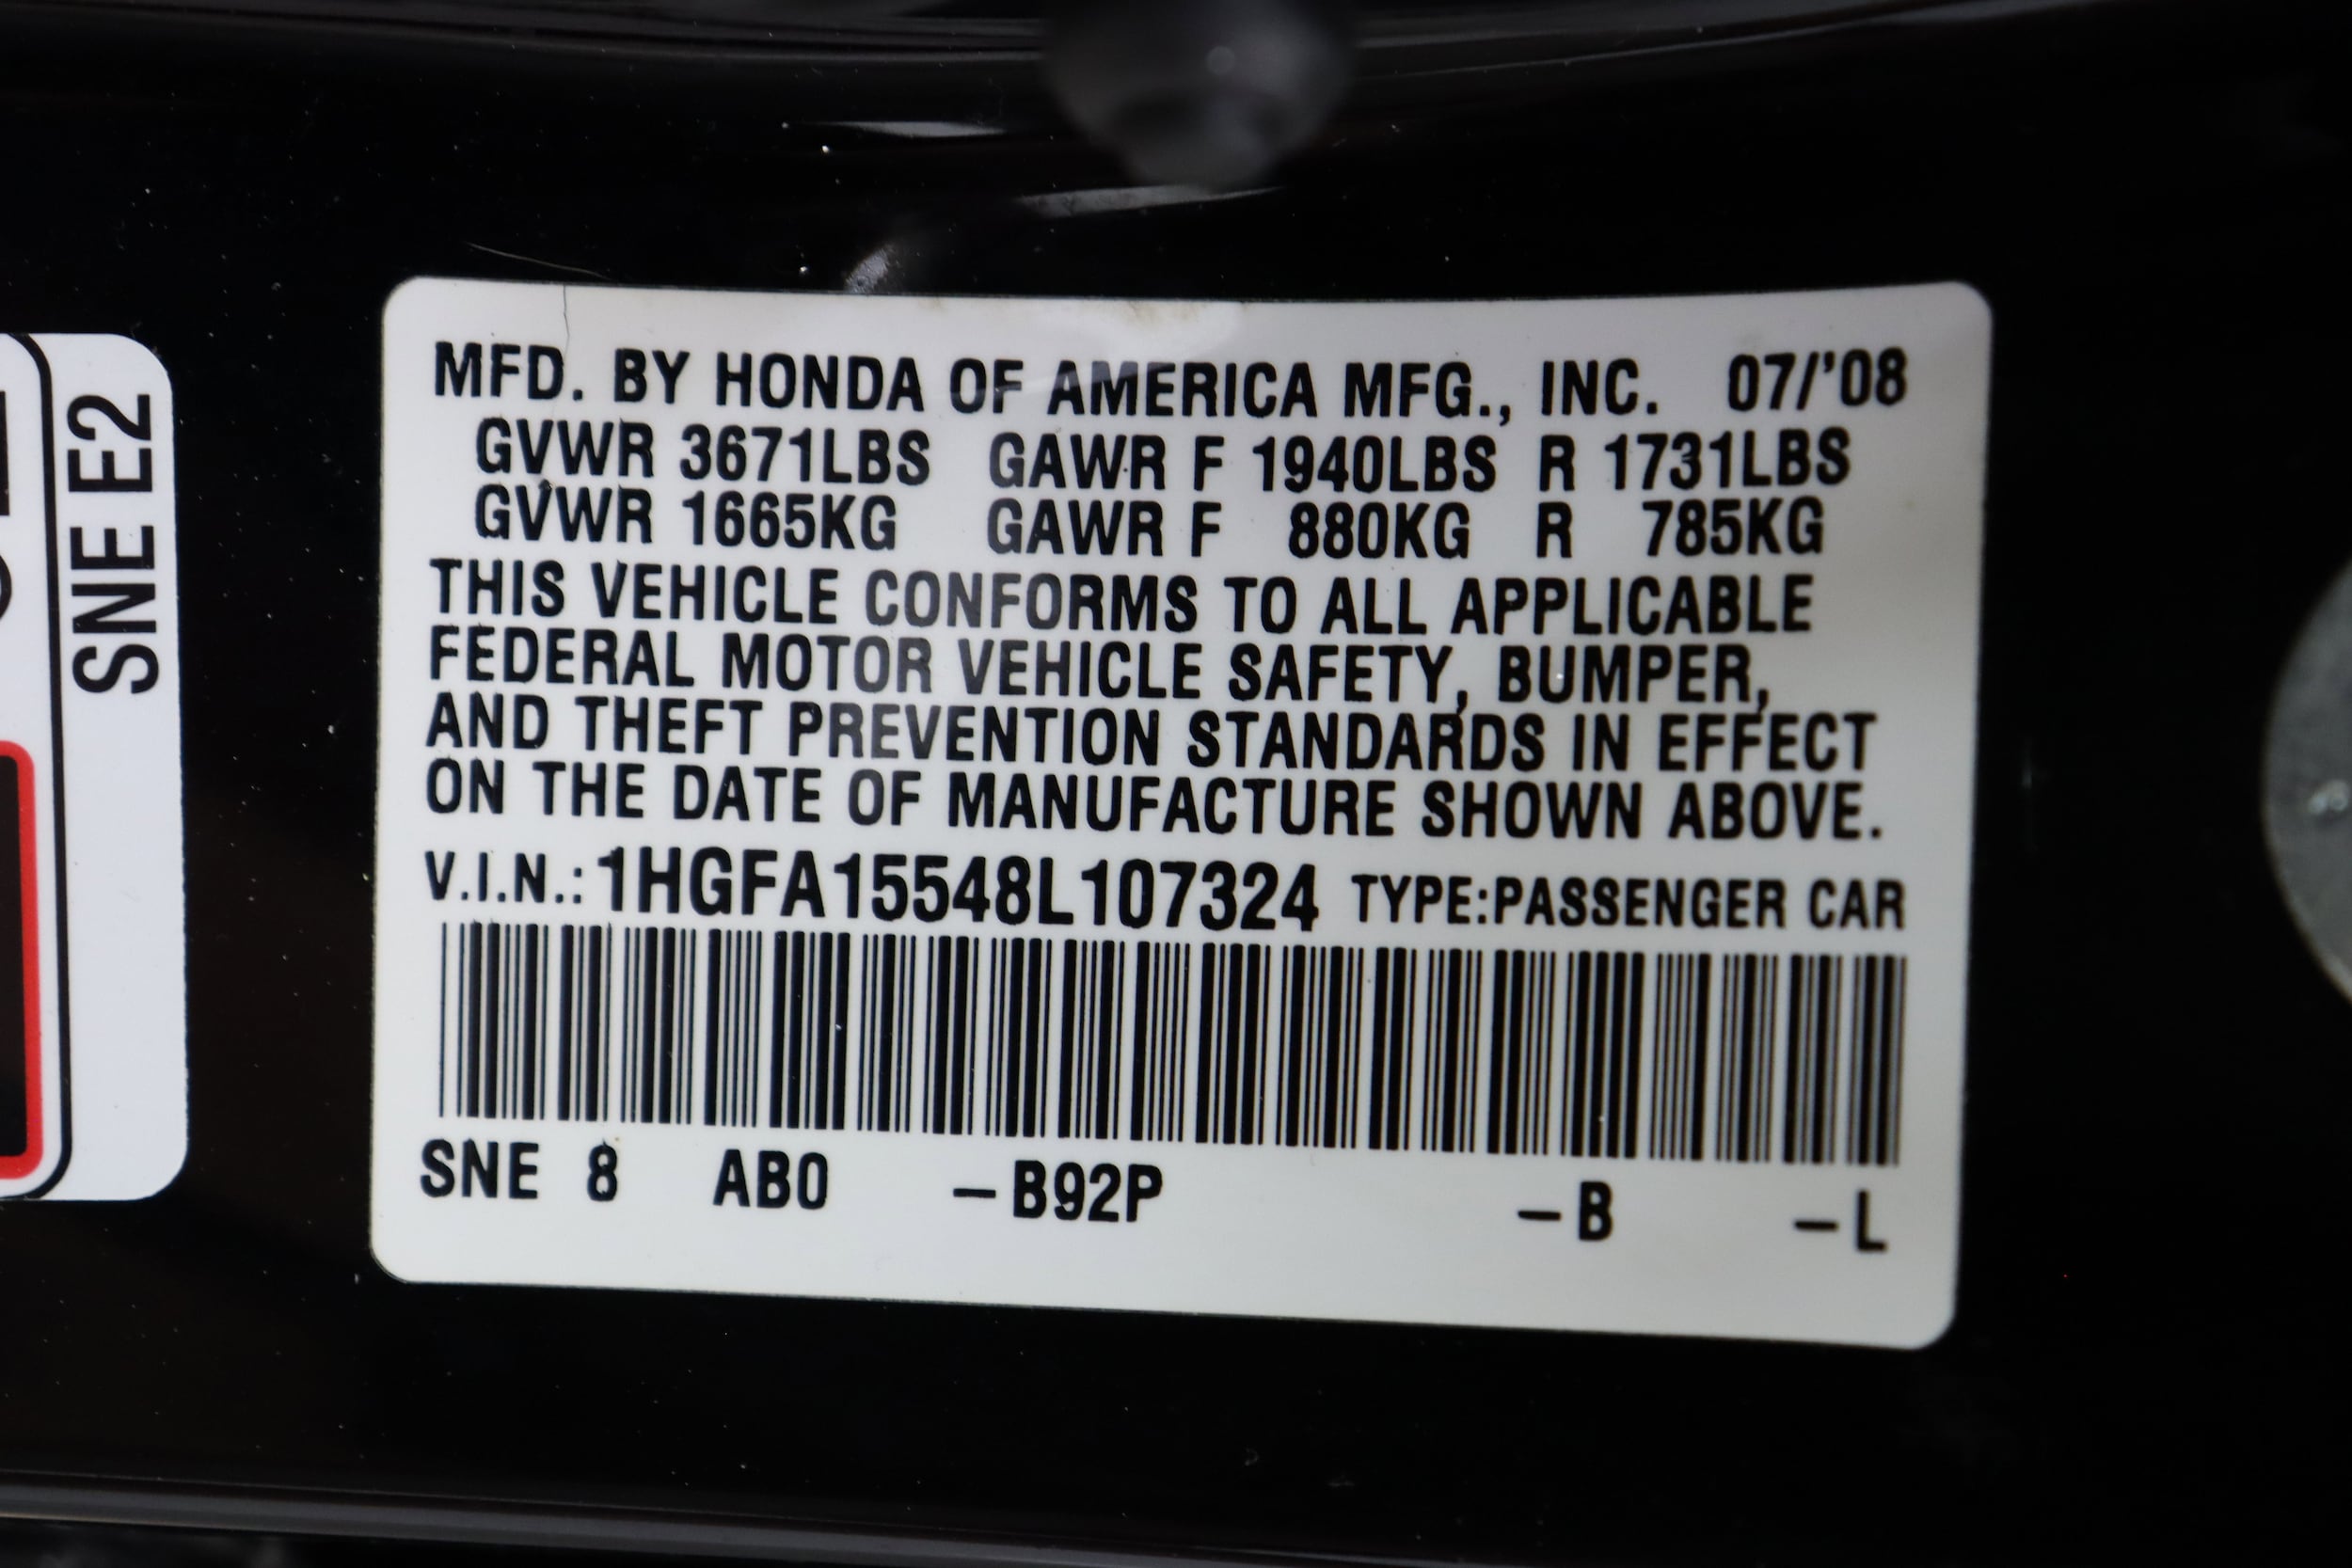 SNE E2
MFD. BY HONDA OF AMERICA MFG., INC. 07/'08
GVWR 3671LBS GAWR F 1940LBS R 1731LBS
GVWR 1665KG GAWR F 880KG R 785KG
THIS VEHICLE CONFORMS TO ALL APPLICABLE
FEDERAL MOTOR VEHICLE SAFETY, BUMPER,
AND THEFT PREVENTION STANDARDS IN EFFECT
ON THE DATE OF MANUFACTURE SHOWN ABOVE.
V.I.N.: 1HGFA15548L107324 TYPE:PASSENGER CAR
SNE 8 AB0 –B92P –B –L